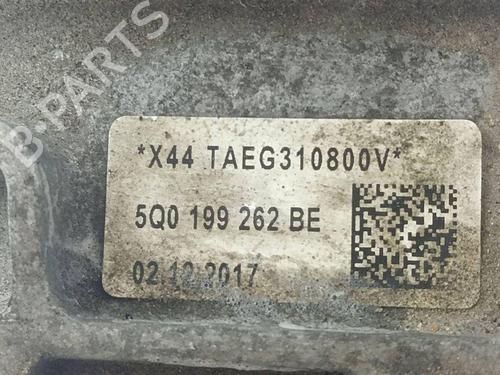 B-PARTS
*X44 TAEG310800V*
5Q0 199 262 BE
02.12.2017